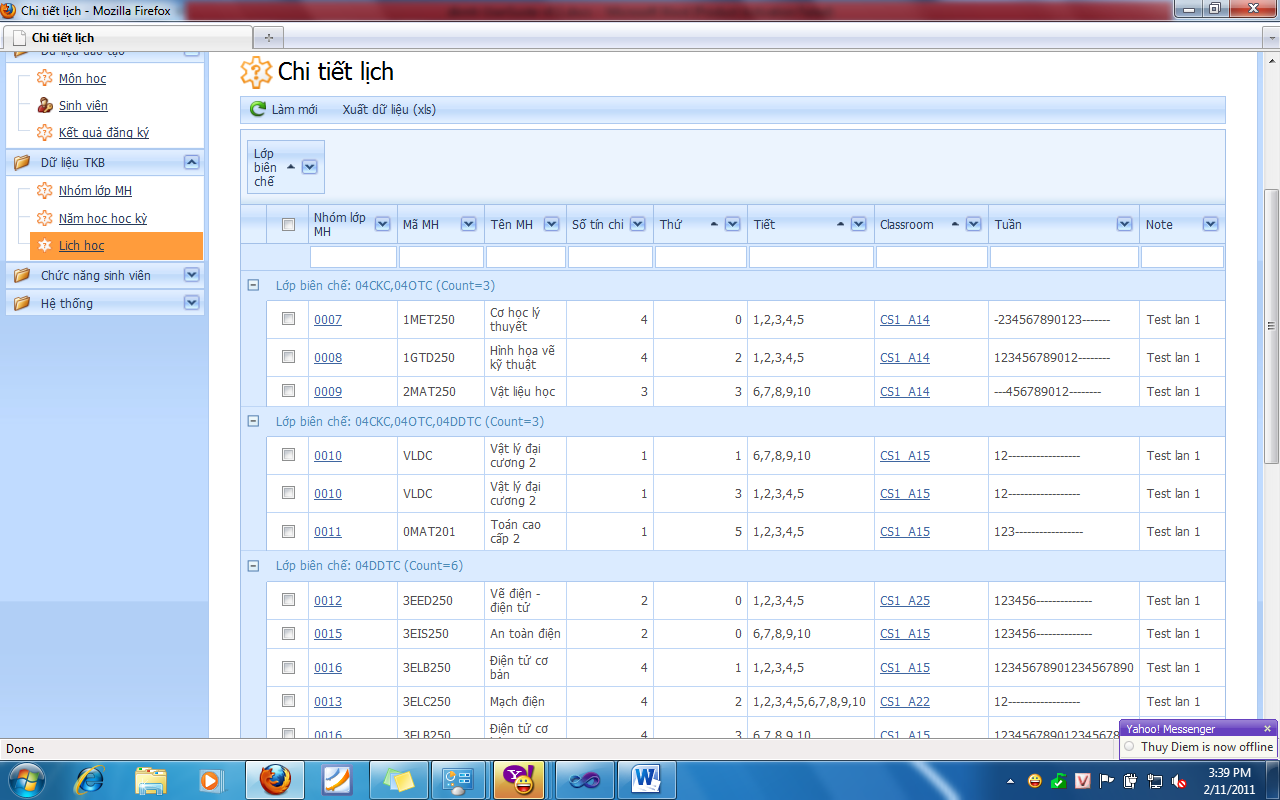 Chi tiết lịch - Mozilla Firefox
Chi tiết lịch
Dữ liệu đào tạo
Môn học
Sinh viên
Kết quả đăng ký
Dữ liệu TKB
Nhóm lớp MH
Năm học học kỳ
Lịch học
Chức năng sinh viên
Hệ thống
Chi tiết lịch
Làm mới Xuất dữ liệu (xls)
Lớp
biên
chế
Nhóm lớp
MH Mã MH Tên MH Số tín chỉ Thứ Tiết Classroom Tuần Note
Lớp biên chế: 04CKC,04OTC (Count=3)
0007 1MET250 Cơ học lý
thuyết 4 0 1,2,3,4,5 CS1_A14 -234567890123------- Test lan 1
0008 1GTD250 Hình họa vẽ
kỹ thuật 4 2 1,2,3,4,5 CS1_A14 123456789012-------- Test lan 1
0009 2MAT250 Vật liệu học 3 3 6,7,8,9,10 CS1_A14 ---456789012-------- Test lan 1
Lớp biên chế: 04CKC,04OTC,04DDTC (Count=3)
0010 VLDC Vật lý đại
cương 2 1 1 6,7,8,9,10 CS1_A15 12------------------ Test lan 1
0010 VLDC Vật lý đại
cương 2 1 3 1,2,3,4,5 CS1_A15 12------------------ Test lan 1
0011 0MAT201 Toán cao
cấp 2 1 5 1,2,3,4,5 CS1_A15 123----------------- Test lan 1
Lớp biên chế: 04DDTC (Count=6)
0012 3EED250 Vẽ điện -
điện tử 2 0 1,2,3,4,5 CS1_A25 123456-------------- Test lan 1
0015 3EIS250 An toàn điện 2 0 6,7,8,9,10 CS1_A15 123456-------------- Test lan 1
0016 3ELB250 Điện tử cơ
bản 4 1 1,2,3,4,5 CS1_A15 12345678901234567890 Test lan 1
0013 3ELC250 Mạch điện 4 2 1,2,3,4,5,6,7,8,9,10 CS1_A22 12------------------ Test lan 1
0016 3ELB250 Điện tử cơ 4 3 6,7,8,9,10 CS1_A15
Yahoo! Messenger
Thuy Diem is now offline
Done
3:39 PM
2/11/2011